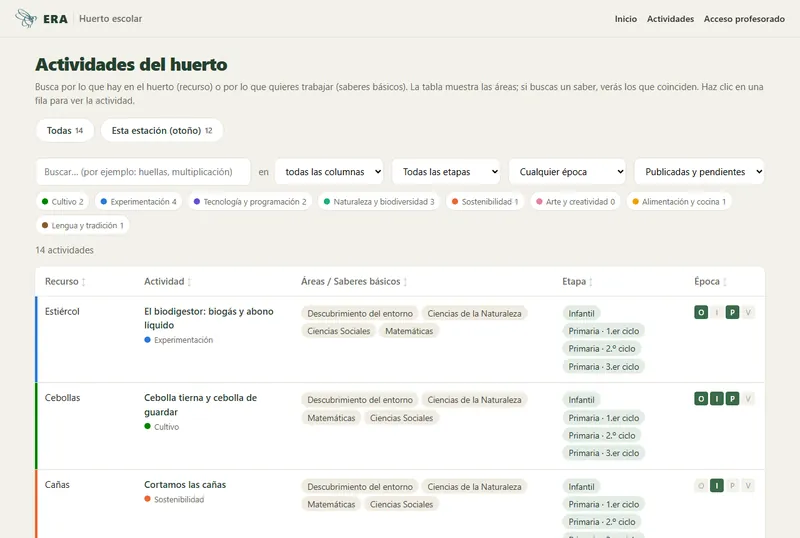 ERA Huerto escolar
Inicio Actividades Acceso profesorado
Actividades del huerto
Busca por lo que hay en el huerto (recurso) o por lo que quieres trabajar (saberes básicos). La tabla muestra las áreas; si buscas un saber, verás los que coinciden. Haz clic en una
fila para ver la actividad.
Todas 14 Esta estación (otoño) 12
Buscar... (por ejemplo: huellas, multiplicación) en todas las columnas Todas las etapas Cualquier época Publicadas y pendientes
Cultivo 2 Experimentación 4 Tecnología y programación 2 Naturaleza y biodiversidad 3 Sostenibilidad 1 Arte y creatividad 0 Alimentación y cocina 1
Lengua y tradición 1
14 actividades
Recurso Actividad Áreas / Saberes básicos Etapa Época
Estiércol El biodigestor: biogás y abono Descubrimiento del entorno Ciencias de la Naturaleza Infantil O I P V
líquido Ciencias Sociales Matemáticas Primaria · 1.er ciclo
Experimentación Primaria · 2.º ciclo
Primaria · 3.er ciclo
Cebollas Cebolla tierna y cebolla de Descubrimiento del entorno Ciencias de la Naturaleza Infantil O I P V
guardar Matemáticas Ciencias Sociales Primaria · 1.er ciclo
Cultivo Primaria · 2.º ciclo
Primaria · 3.er ciclo
Cañas Cortamos las cañas Descubrimiento del entorno Ciencias de la Naturaleza Infantil O I P V
Sostenibilidad Matemáticas Ciencias Sociales Primaria · 1.er ciclo
Primaria · 2.º ciclo